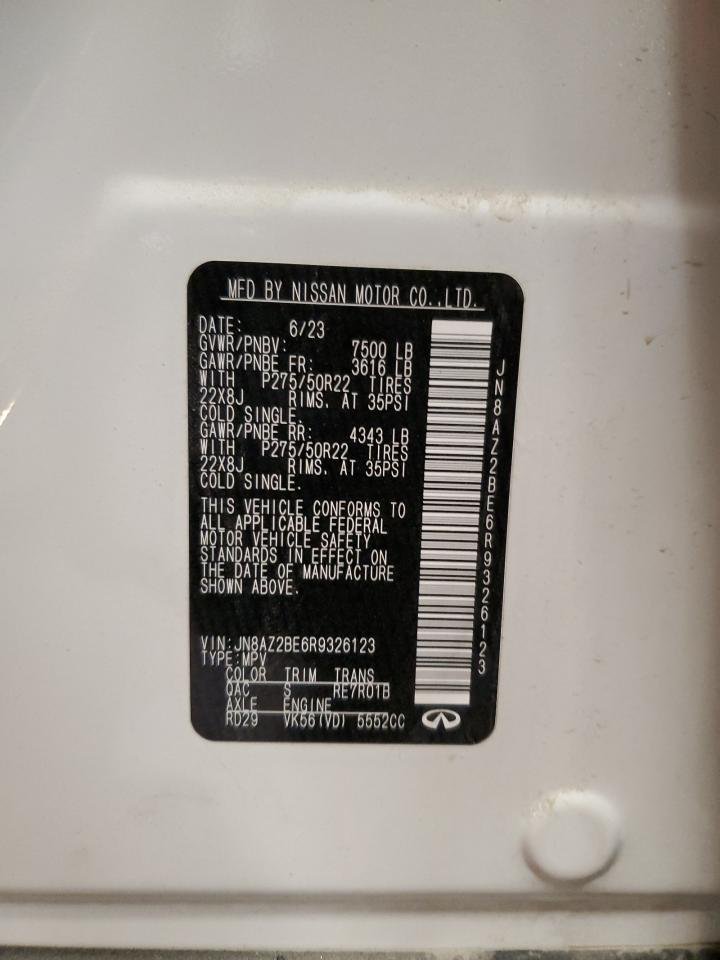 MFD BY NISSAN MOTOR CO.,LTD.
DATE: 6/23
GVWR/PNBV: 7500 LB
GAWR/PNBE FR: 3616 LB
WITH P275/50R22 TIRES
22X8J RIMS, AT 35PSI
COLD SINGLE.
GAWR/PNBE RR: 4343 LB
WITH P275/50R22 TIRES
22X8J RIMS, AT 35PSI
COLD SINGLE.
THIS VEHICLE CONFORMS TO
ALL APPLICABLE FEDERAL
MOTOR VEHICLE SAFETY
STANDARDS IN EFFECT ON
THE DATE OF MANUFACTURE
SHOWN ABOVE.
VIN:JN8AZ2BE6R9326123
TYPE:MPV
COLOR TRIM TRANS
QAC S RE7R01B
AXLE ENGINE
RD29 VK56(VD) 5552CC
JN8AZ2BE6R9326123